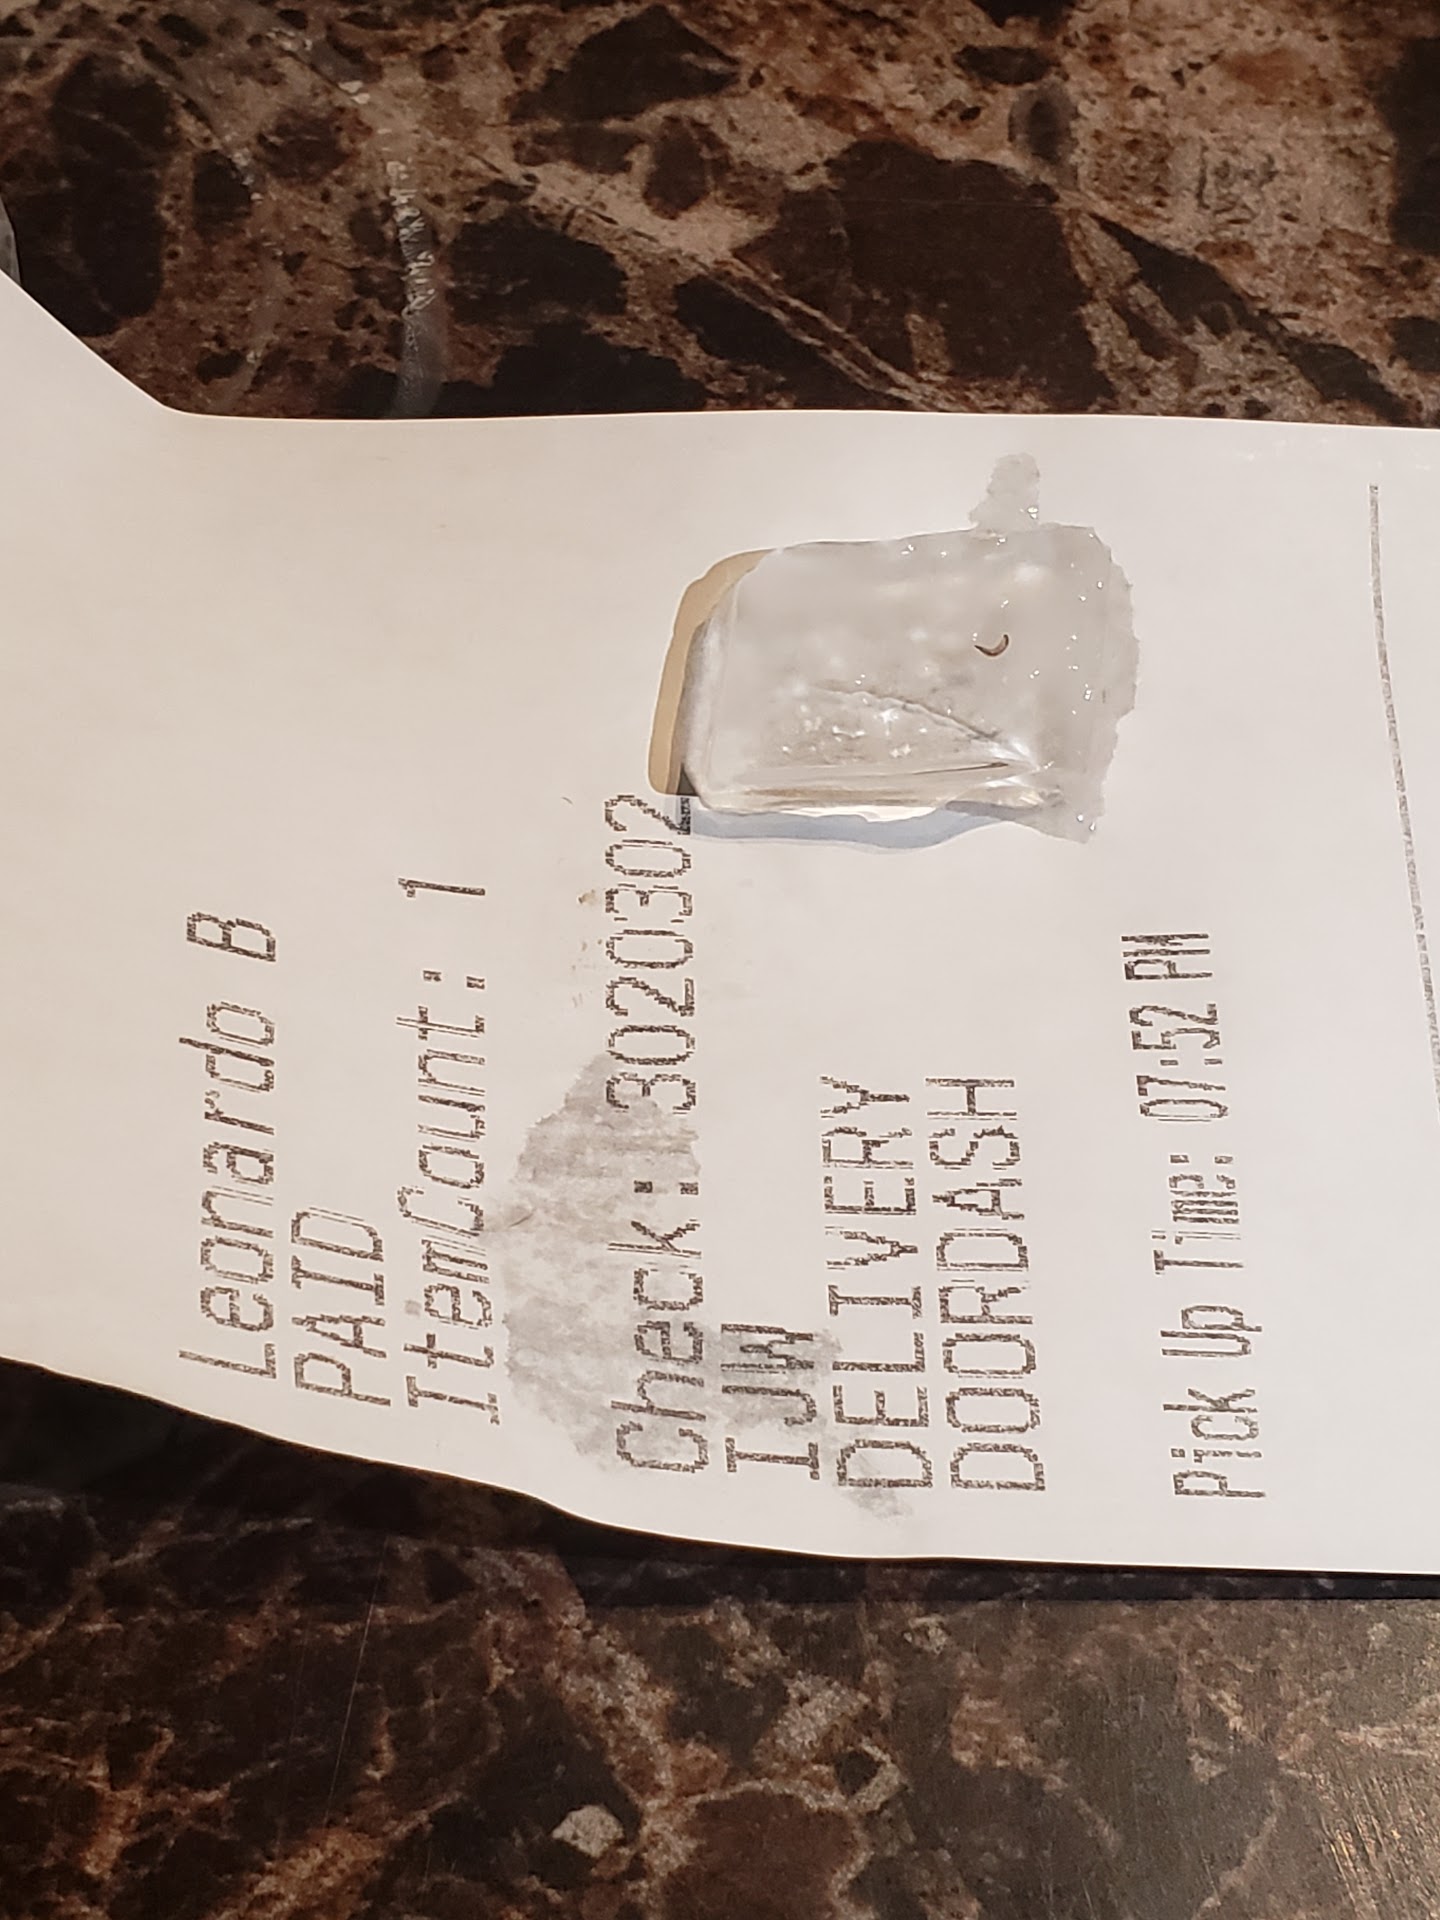 Leonardo B
PAID
ItemCount: 1
Check: 3020302
IJW
DELIVERY
DOORDASH
Pick Up Time: 07:52 PM